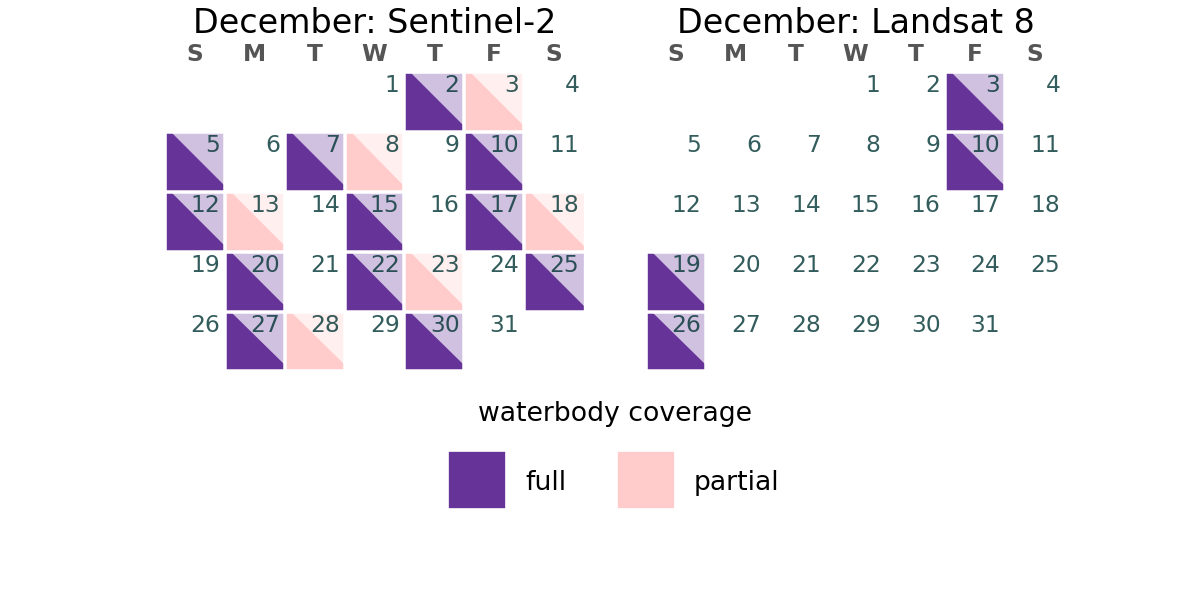 December: Sentinel-2
S M T W T F S
1 2 3 4
5 6 7 8 9 10 11
12 13 14 15 16 17 18
19 20 21 22 23 24 25
26 27 28 29 30 31
December: Landsat 8
S M T W T F S
1 2 3 4
5 6 7 8 9 10 11
12 13 14 15 16 17 18
19 20 21 22 23 24 25
26 27 28 29 30 31
waterbody coverage
full
partial